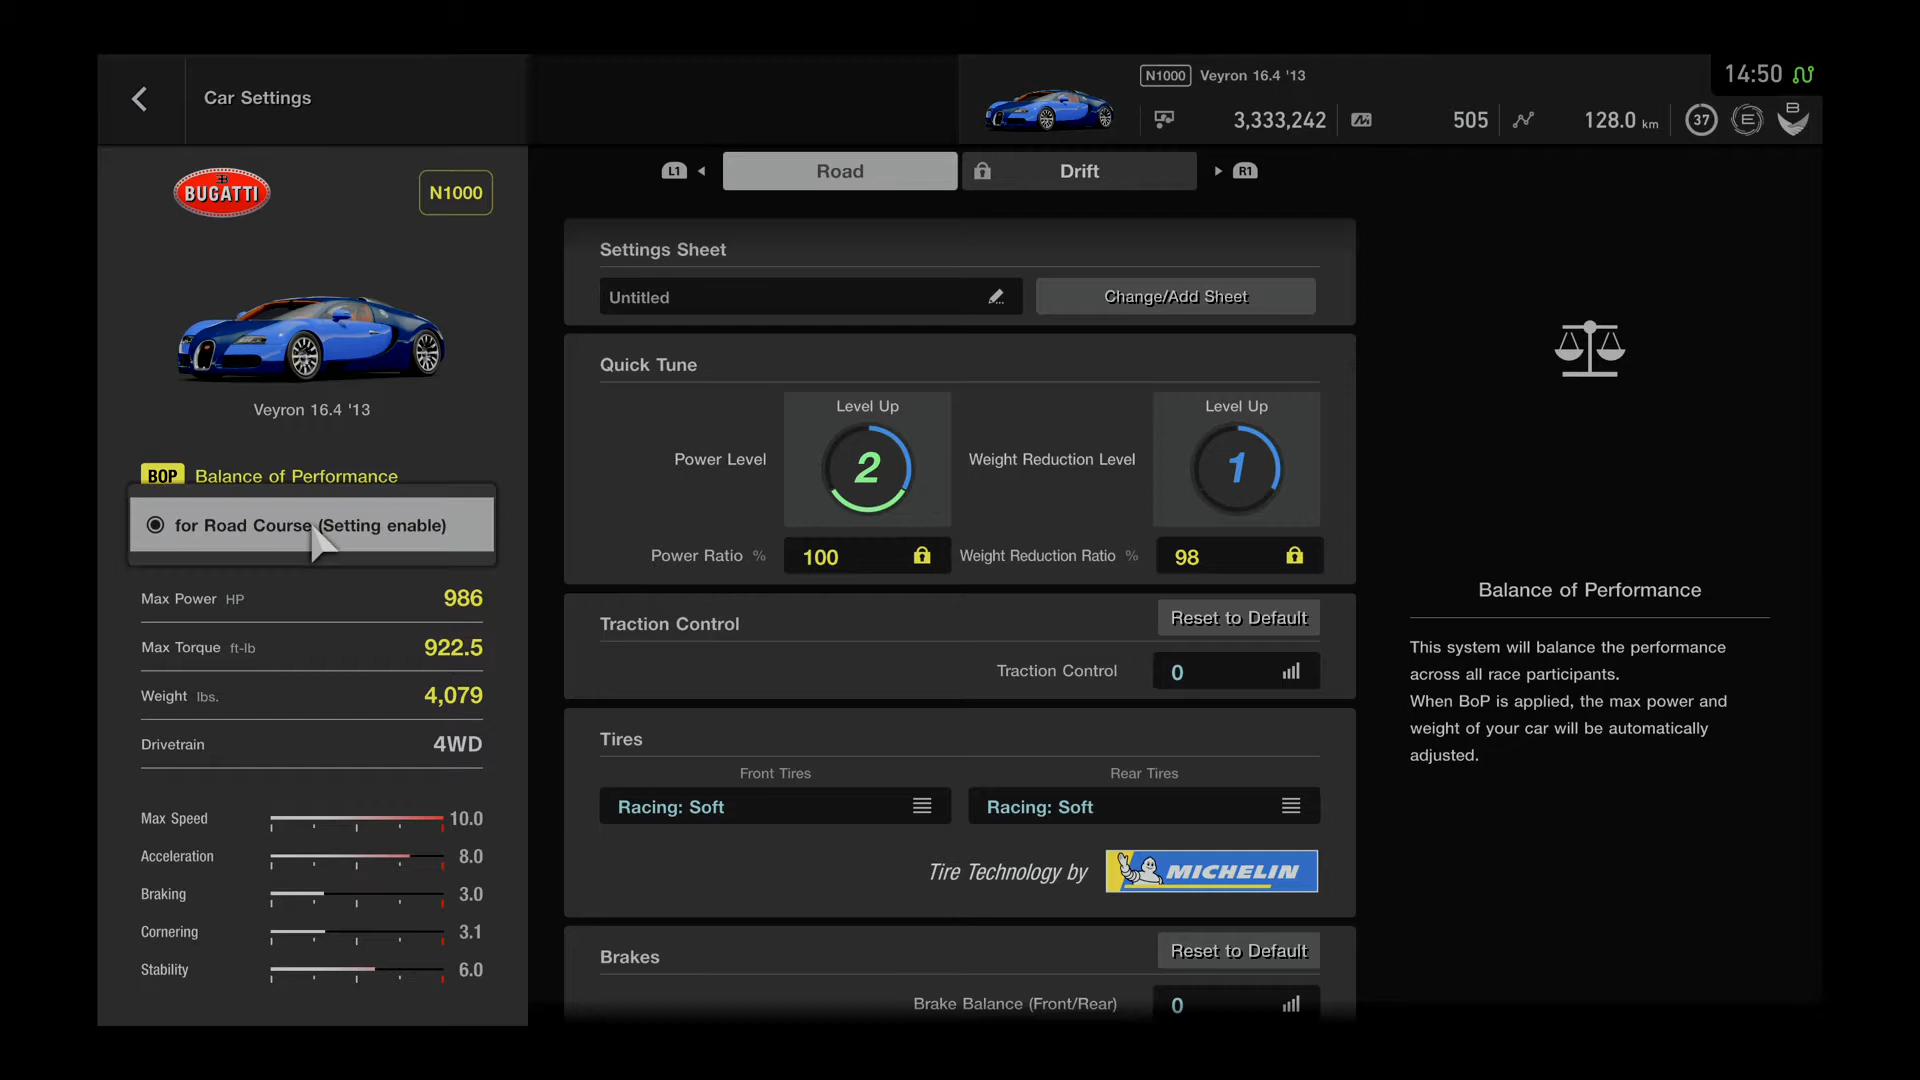 Car Settings
N1000 Veyron 16.4 '13
14:50
3,333,242
505
128.0 km
37
E
B
BUGATTI
N1000
Veyron 16.4 '13
BOP Balance of Performance
for Road Course (Setting enable)
Max Power HP 986
Max Torque ft-lb 922.5
Weight lbs. 4,079
Drivetrain 4WD
Max Speed 10.0
Acceleration 8.0
Braking 3.0
Cornering 3.1
Stability 6.0
L1 Road Drift R1
Settings Sheet
Untitled Change/Add Sheet
Quick Tune
Level Up Level Up
Power Level 2 Weight Reduction Level 1
Power Ratio % 100 Weight Reduction Ratio % 98
Traction Control Reset to Default
Traction Control 0
Tires
Front Tires Rear Tires
Racing: Soft Racing: Soft
Tire Technology by MICHELIN
Brakes Reset to Default
Brake Balance (Front/Rear) 0
Balance of Performance
This system will balance the performance
across all race participants.
When BoP is applied, the max power and
weight of your car will be automatically
adjusted.